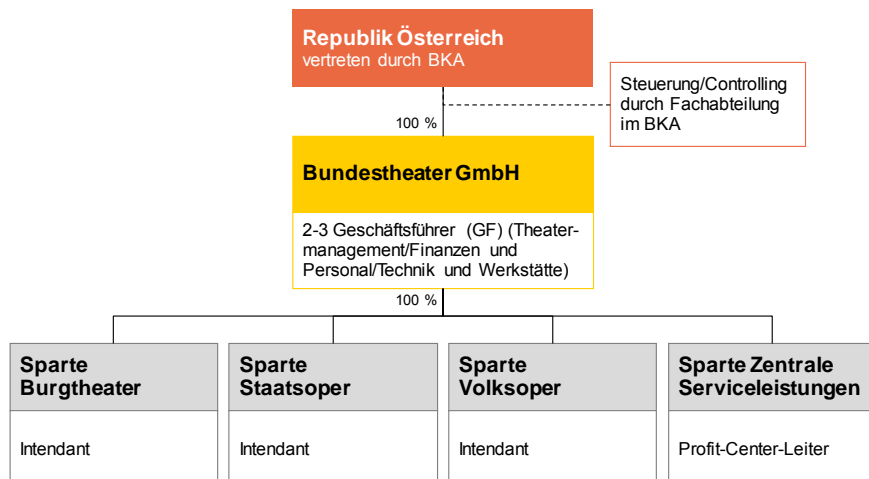 Republik Österreich
vertreten durch BKA
Steuerung/Controlling
durch Fachabteilung
im BKA
100 %
Bundestheater GmbH
2-3 Geschäftsführer (GF) (Theater-
management/Finanzen und
Personal/Technik und Werkstätte)
100 %
Sparte
Burgtheater
Intendant
Sparte
Staatsoper
Intendant
Sparte
Volksoper
Intendant
Sparte Zentrale
Serviceleistungen
Profit-Center-Leiter